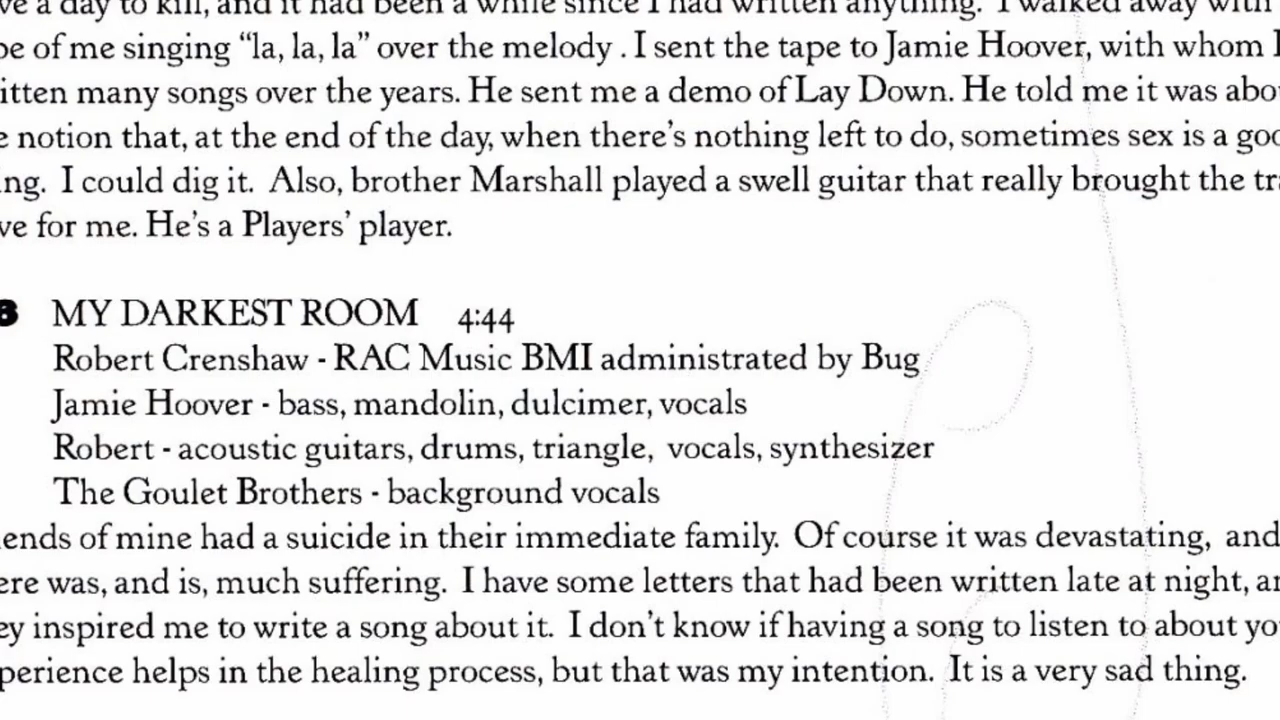 ve a day to kill, and it had been a while since I had written anything. I walked away with
pe of me singing “la, la, la” over the melody . I sent the tape to Jamie Hoover, with whom I
itten many songs over the years. He sent me a demo of Lay Down. He told me it was abou
e notion that, at the end of the day, when there’s nothing left to do, sometimes sex is a goo
ing. I could dig it. Also, brother Marshall played a swell guitar that really brought the tra
ve for me. He’s a Players’ player.
MY DARKEST ROOM 4:44
Robert Crenshaw - RAC Music BMI administrated by Bug
Jamie Hoover - bass, mandolin, dulcimer, vocals
Robert - acoustic guitars, drums, triangle, vocals, synthesizer
The Goulet Brothers - background vocals
iends of mine had a suicide in their immediate family. Of course it was devastating, and
ere was, and is, much suffering. I have some letters that had been written late at night, an
ey inspired me to write a song about it. I don’t know if having a song to listen to about yo
perience helps in the healing process, but that was my intention. It is a very sad thing.